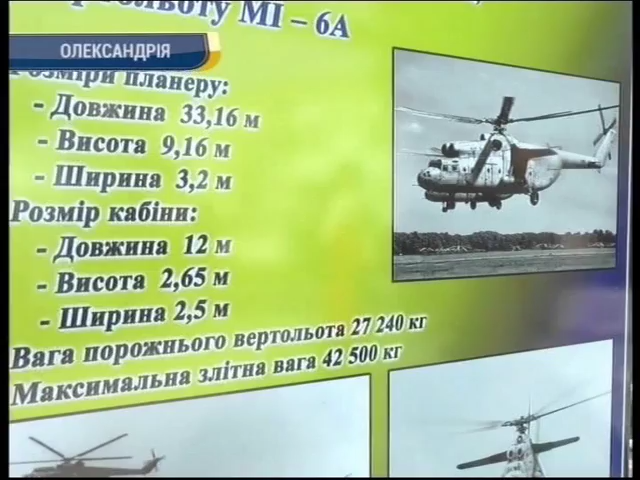 вертольоту МІ – 6А
ОЛЕКСАНДРІЯ
Розміри планеру:
- Довжина 33,16 м
- Висота 9,16 м
- Ширина 3,2 м
Розмір кабіни:
- Довжина 12 м
- Висота 2,65 м
- Ширина 2,5 м
Вага порожнього вертольота 27 240 кг
Максимальна злітна вага 42 500 кг